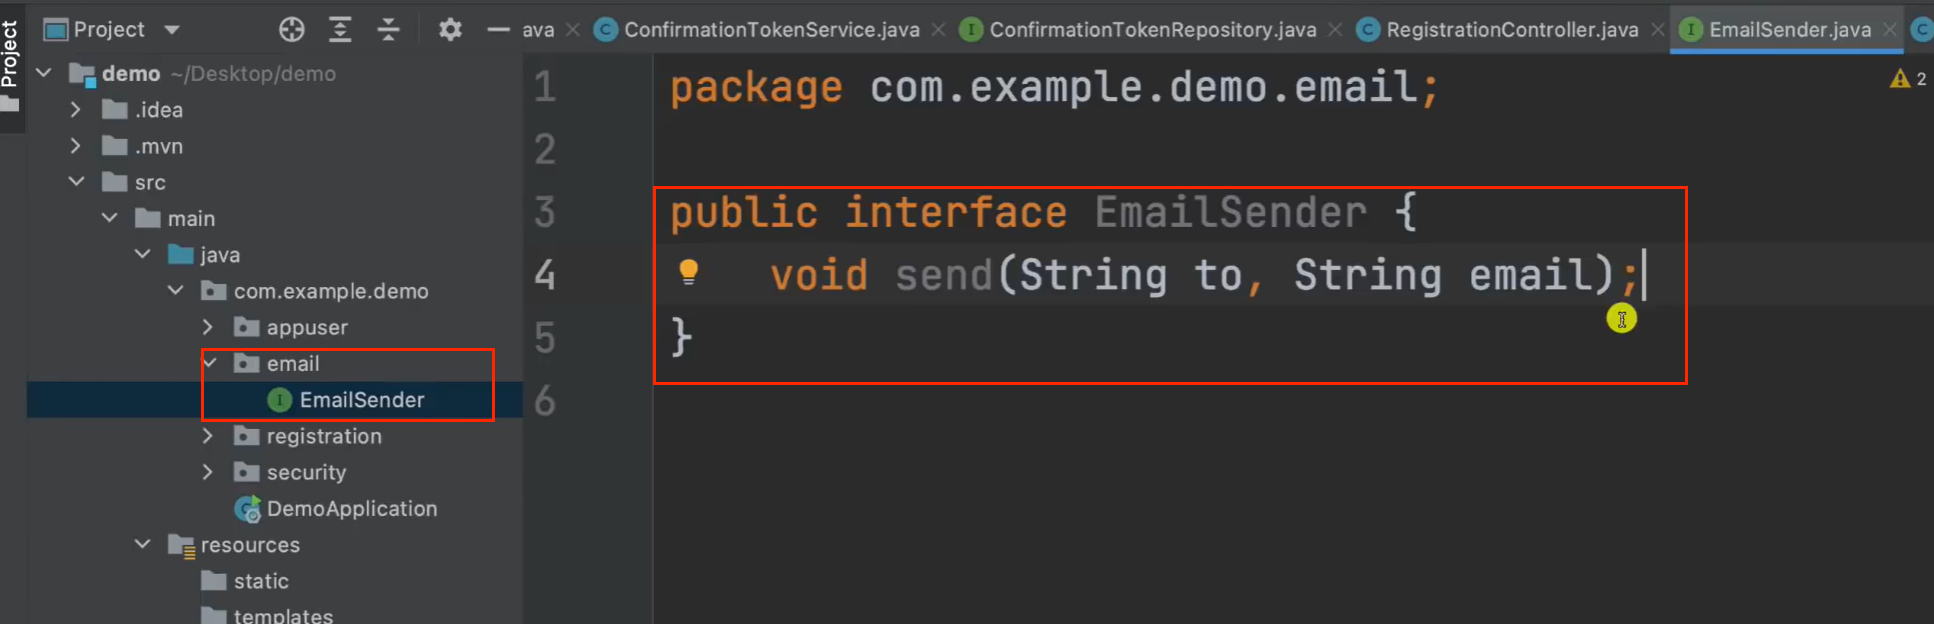 Project
Project
ava
ConfirmationTokenService.java
ConfirmationTokenRepository.java
RegistrationController.java
EmailSender.java
demo ~/Desktop/demo
.idea
.mvn
src
main
java
com.example.demo
appuser
email
EmailSender
registration
security
DemoApplication
resources
static
templates
1 package com.example.demo.email;
2
3 public interface EmailSender {
4 void send(String to, String email);
5 }
6
2